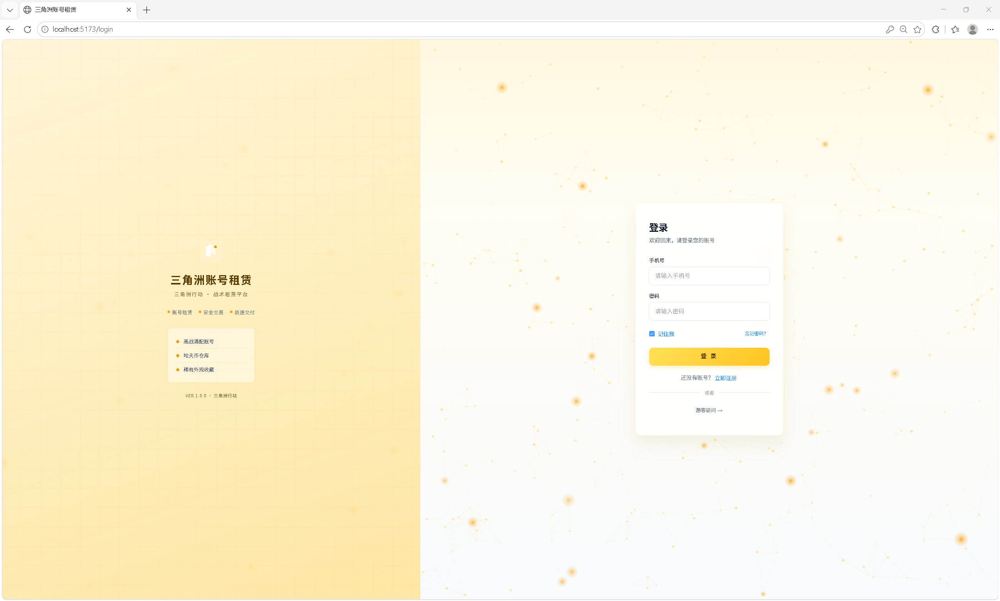 三角洲账号租赁
localhost:5173/login
三角洲账号租赁
三角洲行动 · 战术租赁平台
账号租赁 安全交易 极速交付
高战满配账号
哈夫币仓库
稀有外观收藏
VER 1.0.0 · 三角洲行动
登录
欢迎回来，请登录您的账号
手机号
请输入手机号
密码
请输入密码
记住我 忘记密码？
登 录
还没有账号？ 立即注册
或者
游客访问 →